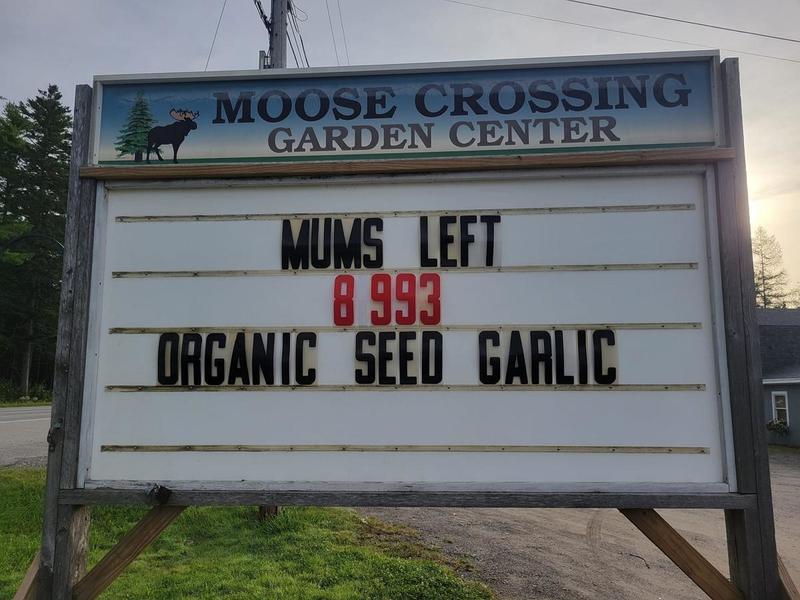 MOOSE CROSSING
GARDEN CENTER
MUMS LEFT
8 993
ORGANIC SEED GARLIC